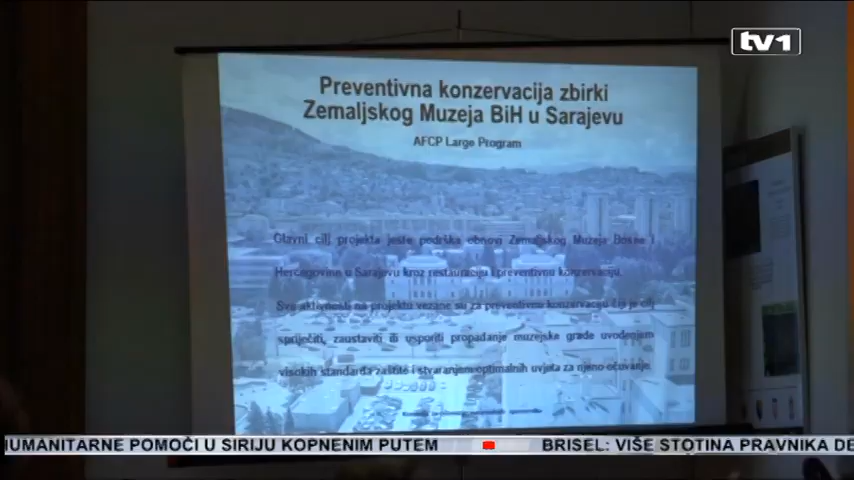 tv1
Preventivna konzervacija zbirki
Zemaljskog Muzeja BiH u Sarajevu
AFCP Large Program
Glavni cilj projekta jeste podrška obnovi Zemaljskog Muzeja Bosne i
Hercegovine u Sarajevu kroz restauraciju i preventivnu konzervaciju.
Sve aktivnosti na projektu vezane su za preventivnu konzervaciju čiji je cilj
spriječiti, zaustaviti ili usporiti propadanje muzejske građe uvođenjem
visokih standarda zaštite i stvaranjem optimalnih uvjeta za njeno očuvanje.
HUMANITARNE POMOĆI U SIRIJU KOPNENIM PUTEM BRISEL: VIŠE STOTINA PRAVNIKA DE